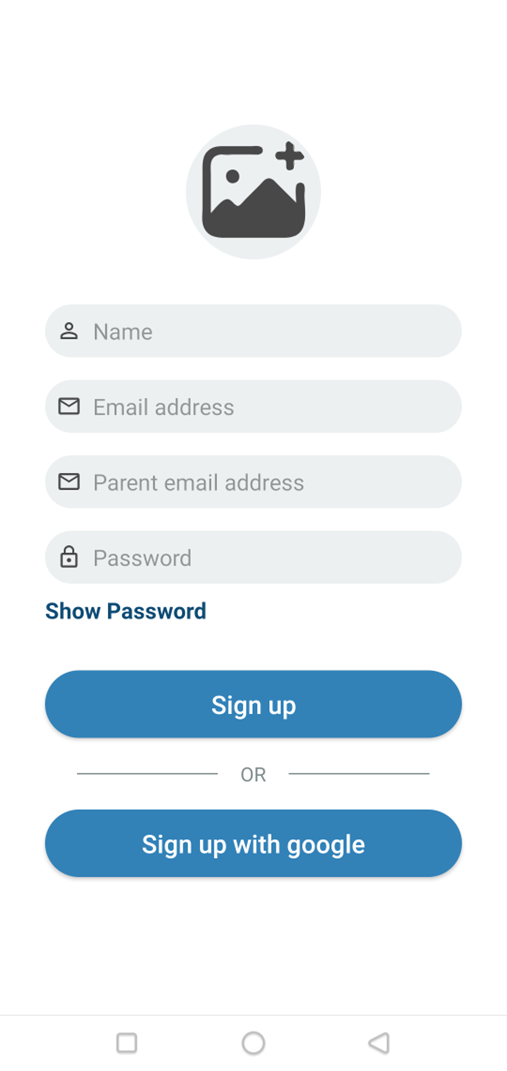 Name
Email address
Parent email address
Password
Show Password
Sign up
OR
Sign up with google